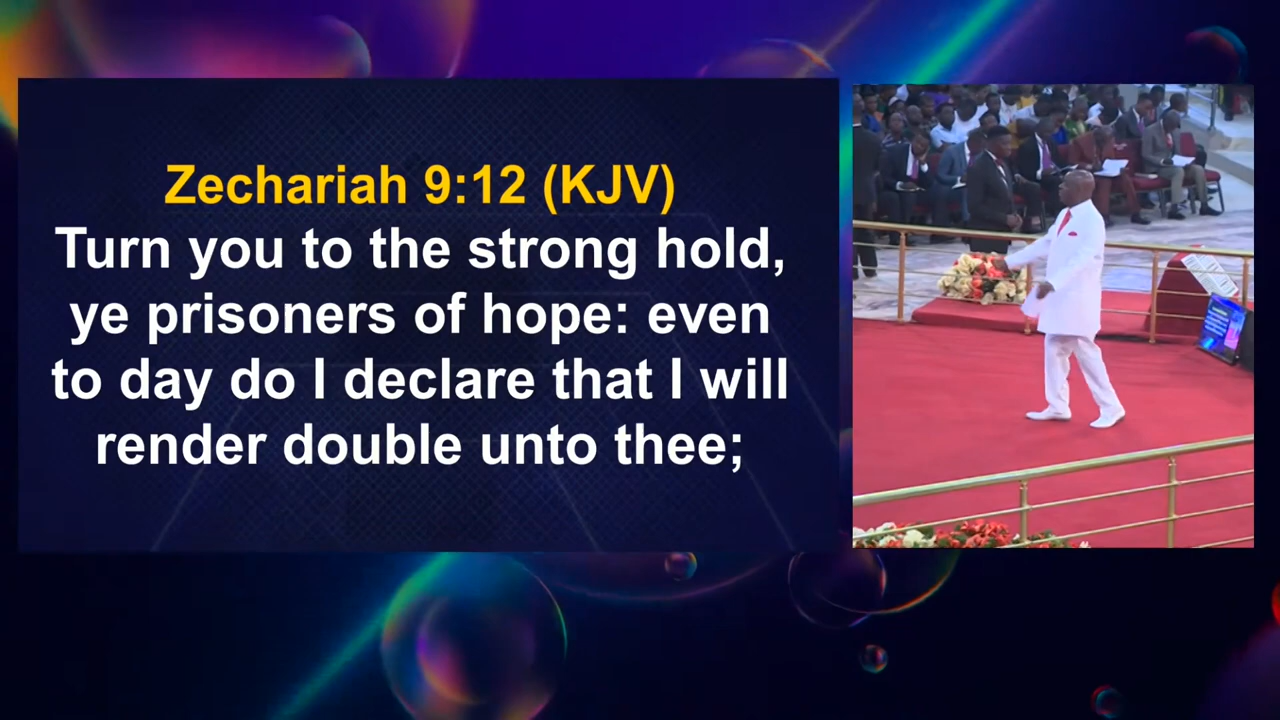 Zechariah 9:12 (KJV)
Turn you to the strong hold,
ye prisoners of hope: even
to day do I declare that I will
render double unto thee;